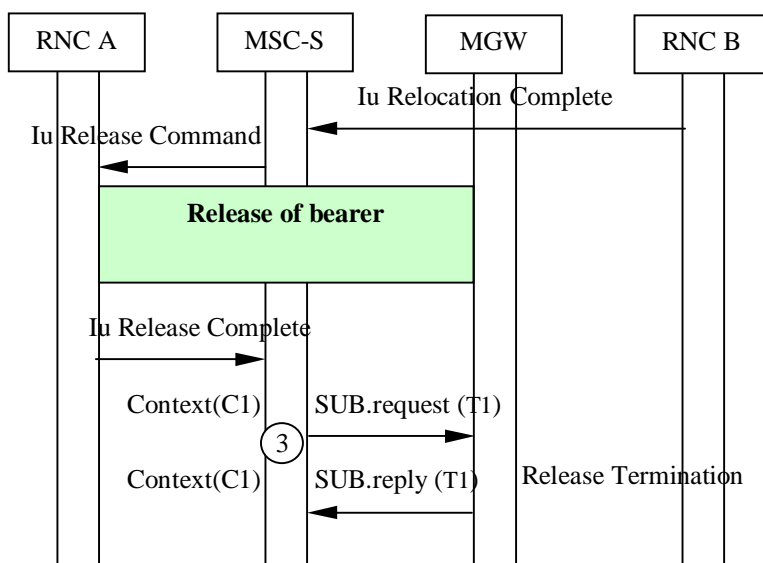 RNC A
MSC-S
MGW
RNC B
Iu Relocation Complete
Iu Release Command
Release of bearer
Iu Release Complete
Context(C1)
SUB.request (T1)
3
Context(C1)
SUB.reply (T1)
Release Termination